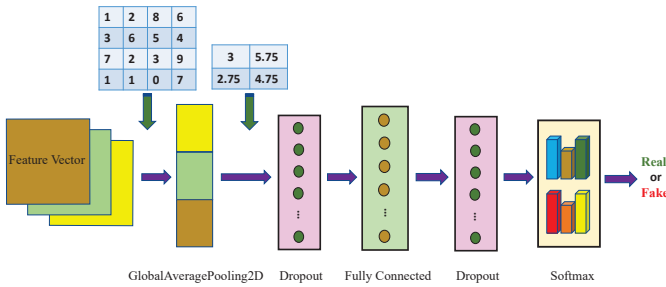 1 2 8 6
3 6 5 4
7 2 3 9
1 1 0 7
3 5.75
2.75 4.75
Feature Vector
...
...
...
Real
or
Fake
GlobalAveragePooling2D
Dropout
Fully Connected
Dropout
Softmax